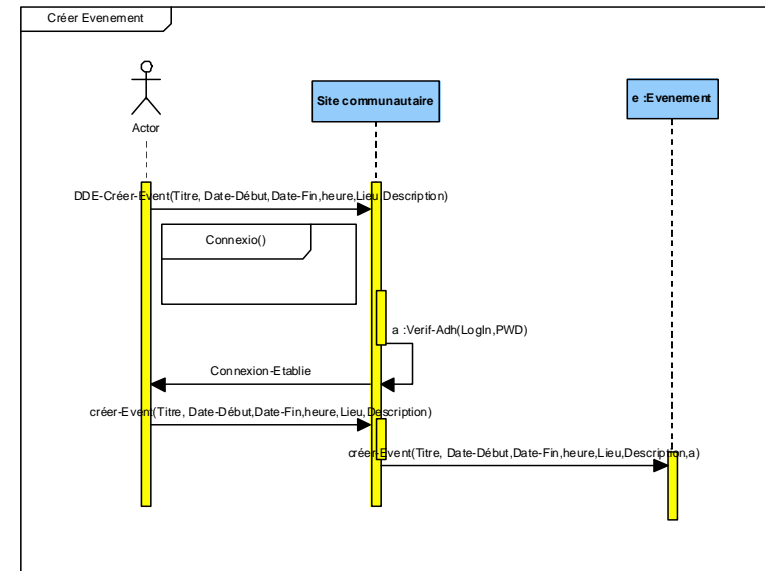 Créer Evenement
Actor
Site communautaire
e :Evenement
DDE-Créer-Event(Titre, Date-Début,Date-Fin,heure,Lieu,Description)
Connexio()
a :Verif-Adh(LogIn,PWD)
Connexion-Etablie
créer-Event(Titre, Date-Début,Date-Fin,heure,Lieu,Description)
créer-Event(Titre, Date-Début,Date-Fin,heure,Lieu,Description,a)